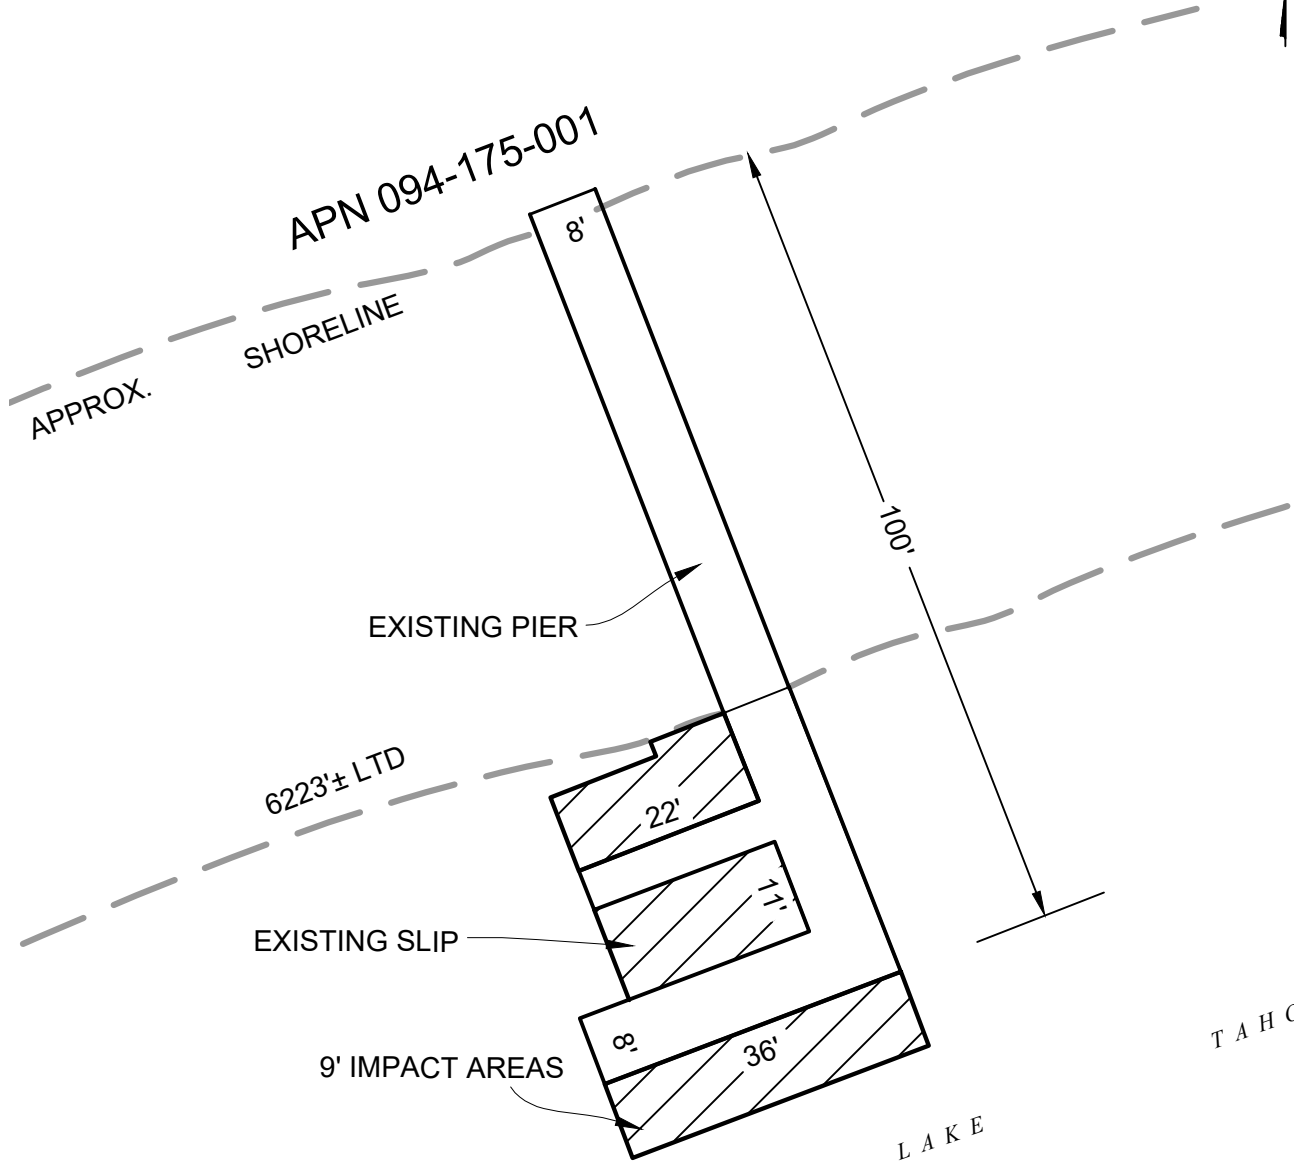 APN 094-175-001
8'
APPROX. SHORELINE
100'
EXISTING PIER
6223'± LTD
22'
11'
EXISTING SLIP
8'
36'
9' IMPACT AREAS
LAKE